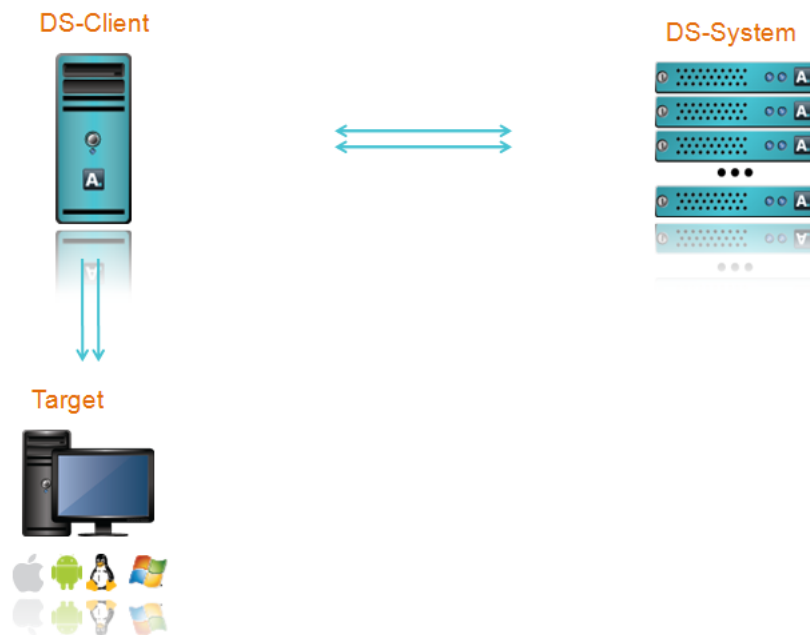 DS-Client
DS-System
A.
A.
A.
A.
A.
Target